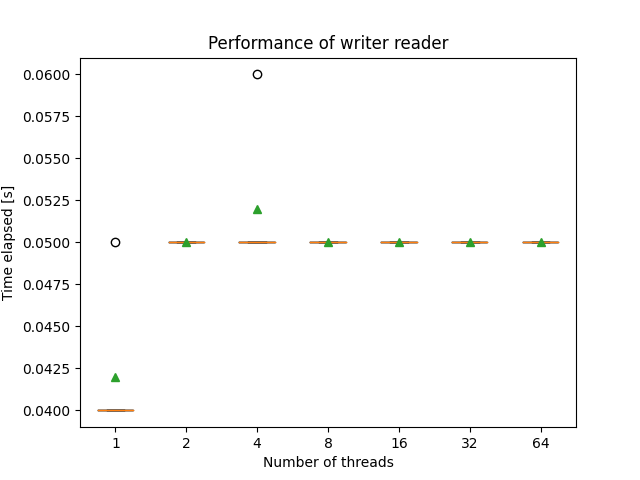 Performance of writer reader
0.0600
0.0575
0.0550
0.0525
0.0500
0.0475
0.0450
0.0425
0.0400
Time elapsed [s]
1 2 4 8 16 32 64
Number of threads